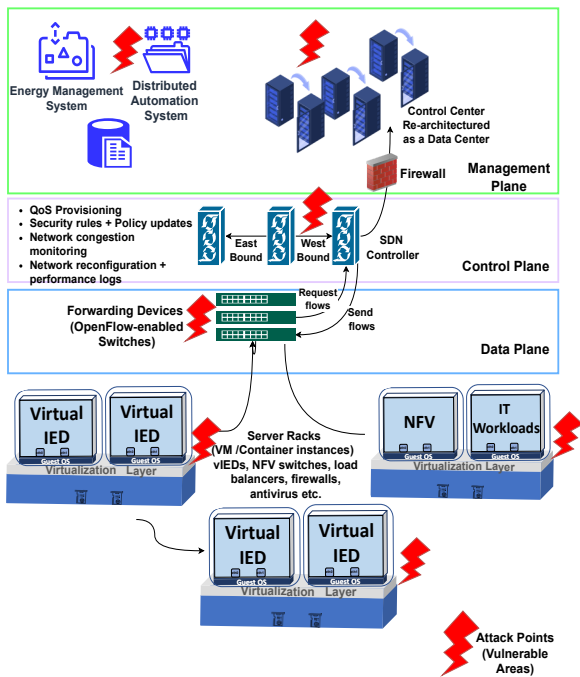 Energy Management
System
Distributed
Automation
System
Control Center
Re-architectured
as a Data Center
Firewall
Management
Plane
• QoS Provisioning
• Security rules + Policy updates
• Network congestion
monitoring
• Network reconfiguration +
performance logs
East
Bound
West
Bound
SDN
Controller
Control Plane
Forwarding Devices
(OpenFlow-enabled
Switches)
Request
flows
Send
flows
Data Plane
Virtual
IED
Guest OS
Virtual
IED
Guest OS
Virtualization Layer
Server Racks
(VM /Container instances)
vIEDs, NFV switches, load
balancers, firewalls,
antivirus etc.
NFV
Guest OS
IT
Workloads
Guest OS
Virtualization Layer
Virtual
IED
Guest OS
Virtual
IED
Guest OS
Virtualization Layer
Attack Points
(Vulnerable
Areas)